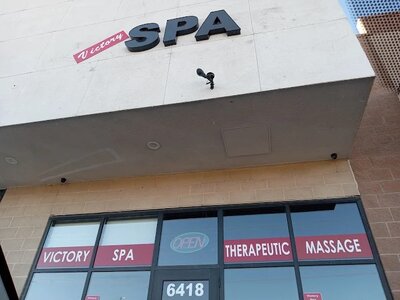 Victory SPA
VICTORY SPA OPEN THERAPEUTIC MASSAGE
6418